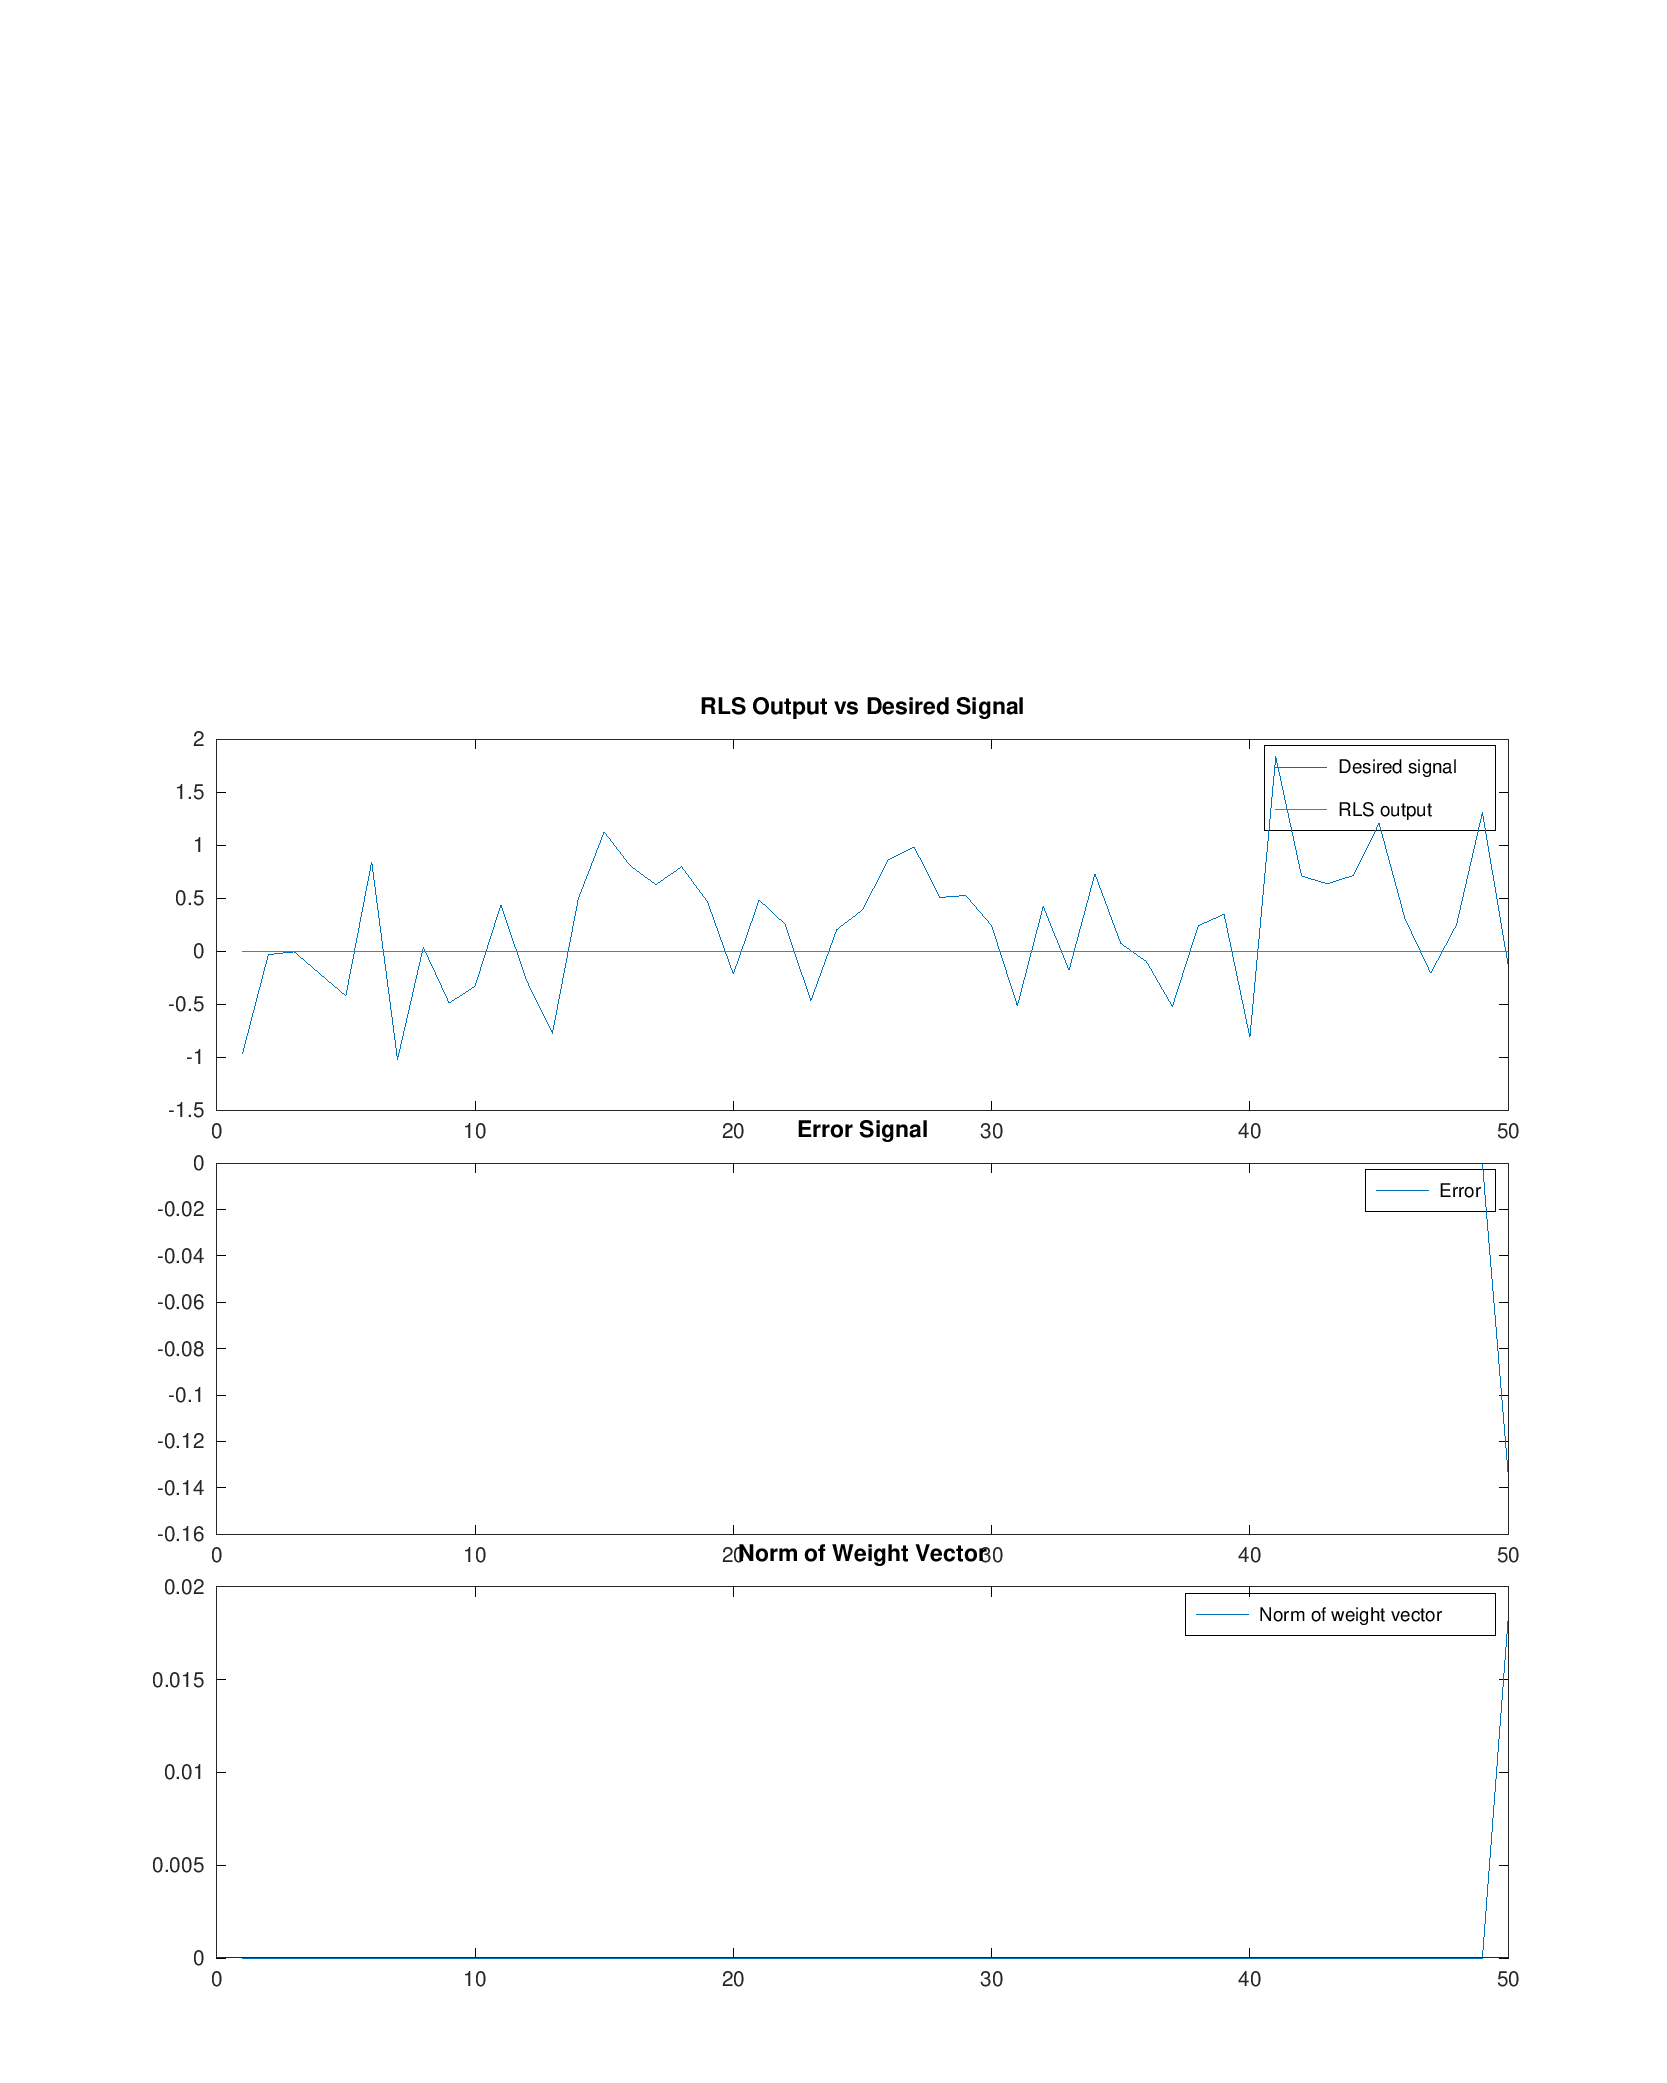 RLS Output vs Desired Signal
2
1.5
1
0.5
0
-0.5
-1
-1.5
0 10 20 30 40 50
Desired signal
RLS output
Error Signal
0
-0.02
-0.04
-0.06
-0.08
-0.1
-0.12
-0.14
-0.16
0 10 20 30 40 50
Error
Norm of Weight Vector
0.02
0.015
0.01
0.005
0
0 10 20 30 40 50
Norm of weight vector